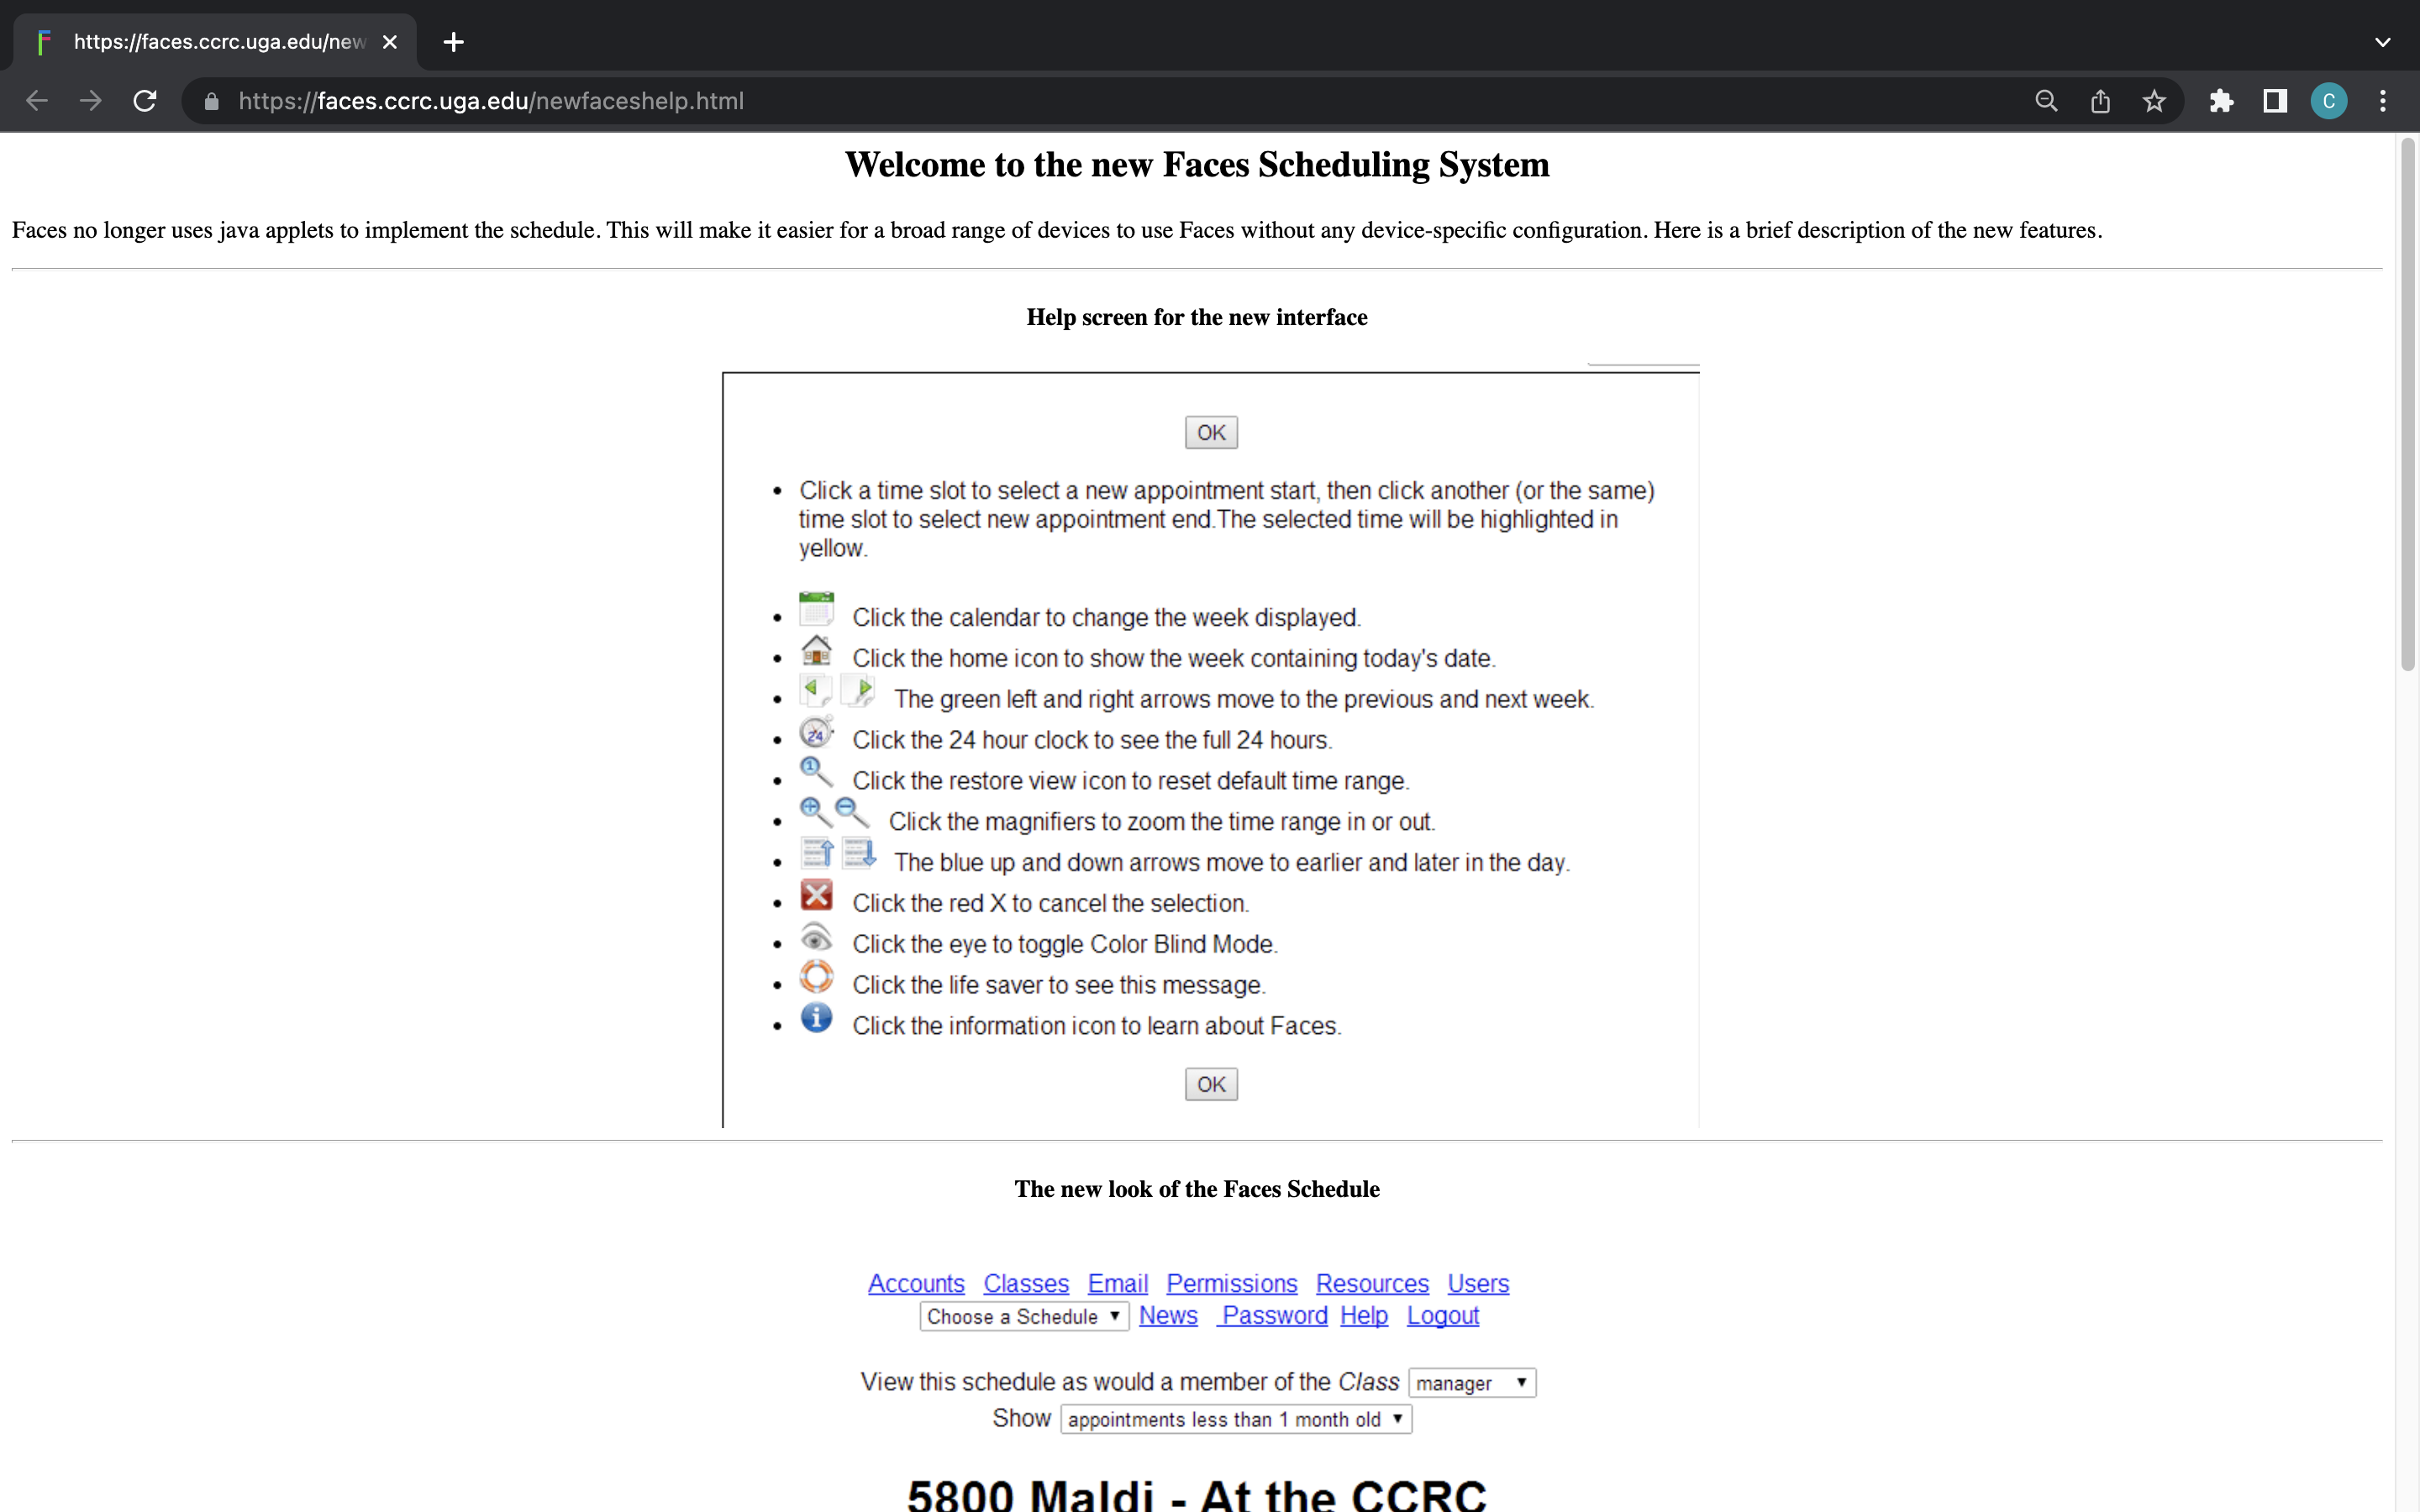 https://faces.ccrc.uga.edu/new
https://faces.ccrc.uga.edu/newfaceshelp.html
C
Welcome to the new Faces Scheduling System
Faces no longer uses java applets to implement the schedule. This will make it easier for a broad range of devices to use Faces without any device-specific configuration. Here is a brief description of the new features.
Help screen for the new interface
OK
Click a time slot to select a new appointment start, then click another (or the same)
time slot to select new appointment end.The selected time will be highlighted in
yellow.
Click the calendar to change the week displayed.
Click the home icon to show the week containing today's date.
The green left and right arrows move to the previous and next week.
24 Click the 24 hour clock to see the full 24 hours.
1 Click the restore view icon to reset default time range.
Click the magnifiers to zoom the time range in or out.
The blue up and down arrows move to earlier and later in the day.
Click the red X to cancel the selection.
Click the eye to toggle Color Blind Mode.
Click the life saver to see this message.
i Click the information icon to learn about Faces.
OK
The new look of the Faces Schedule
Accounts Classes Email Permissions Resources Users
Choose a Schedule News Password Help Logout
View this schedule as would a member of the Class manager
Show appointments less than 1 month old
5800 Maldi - At the CCRC